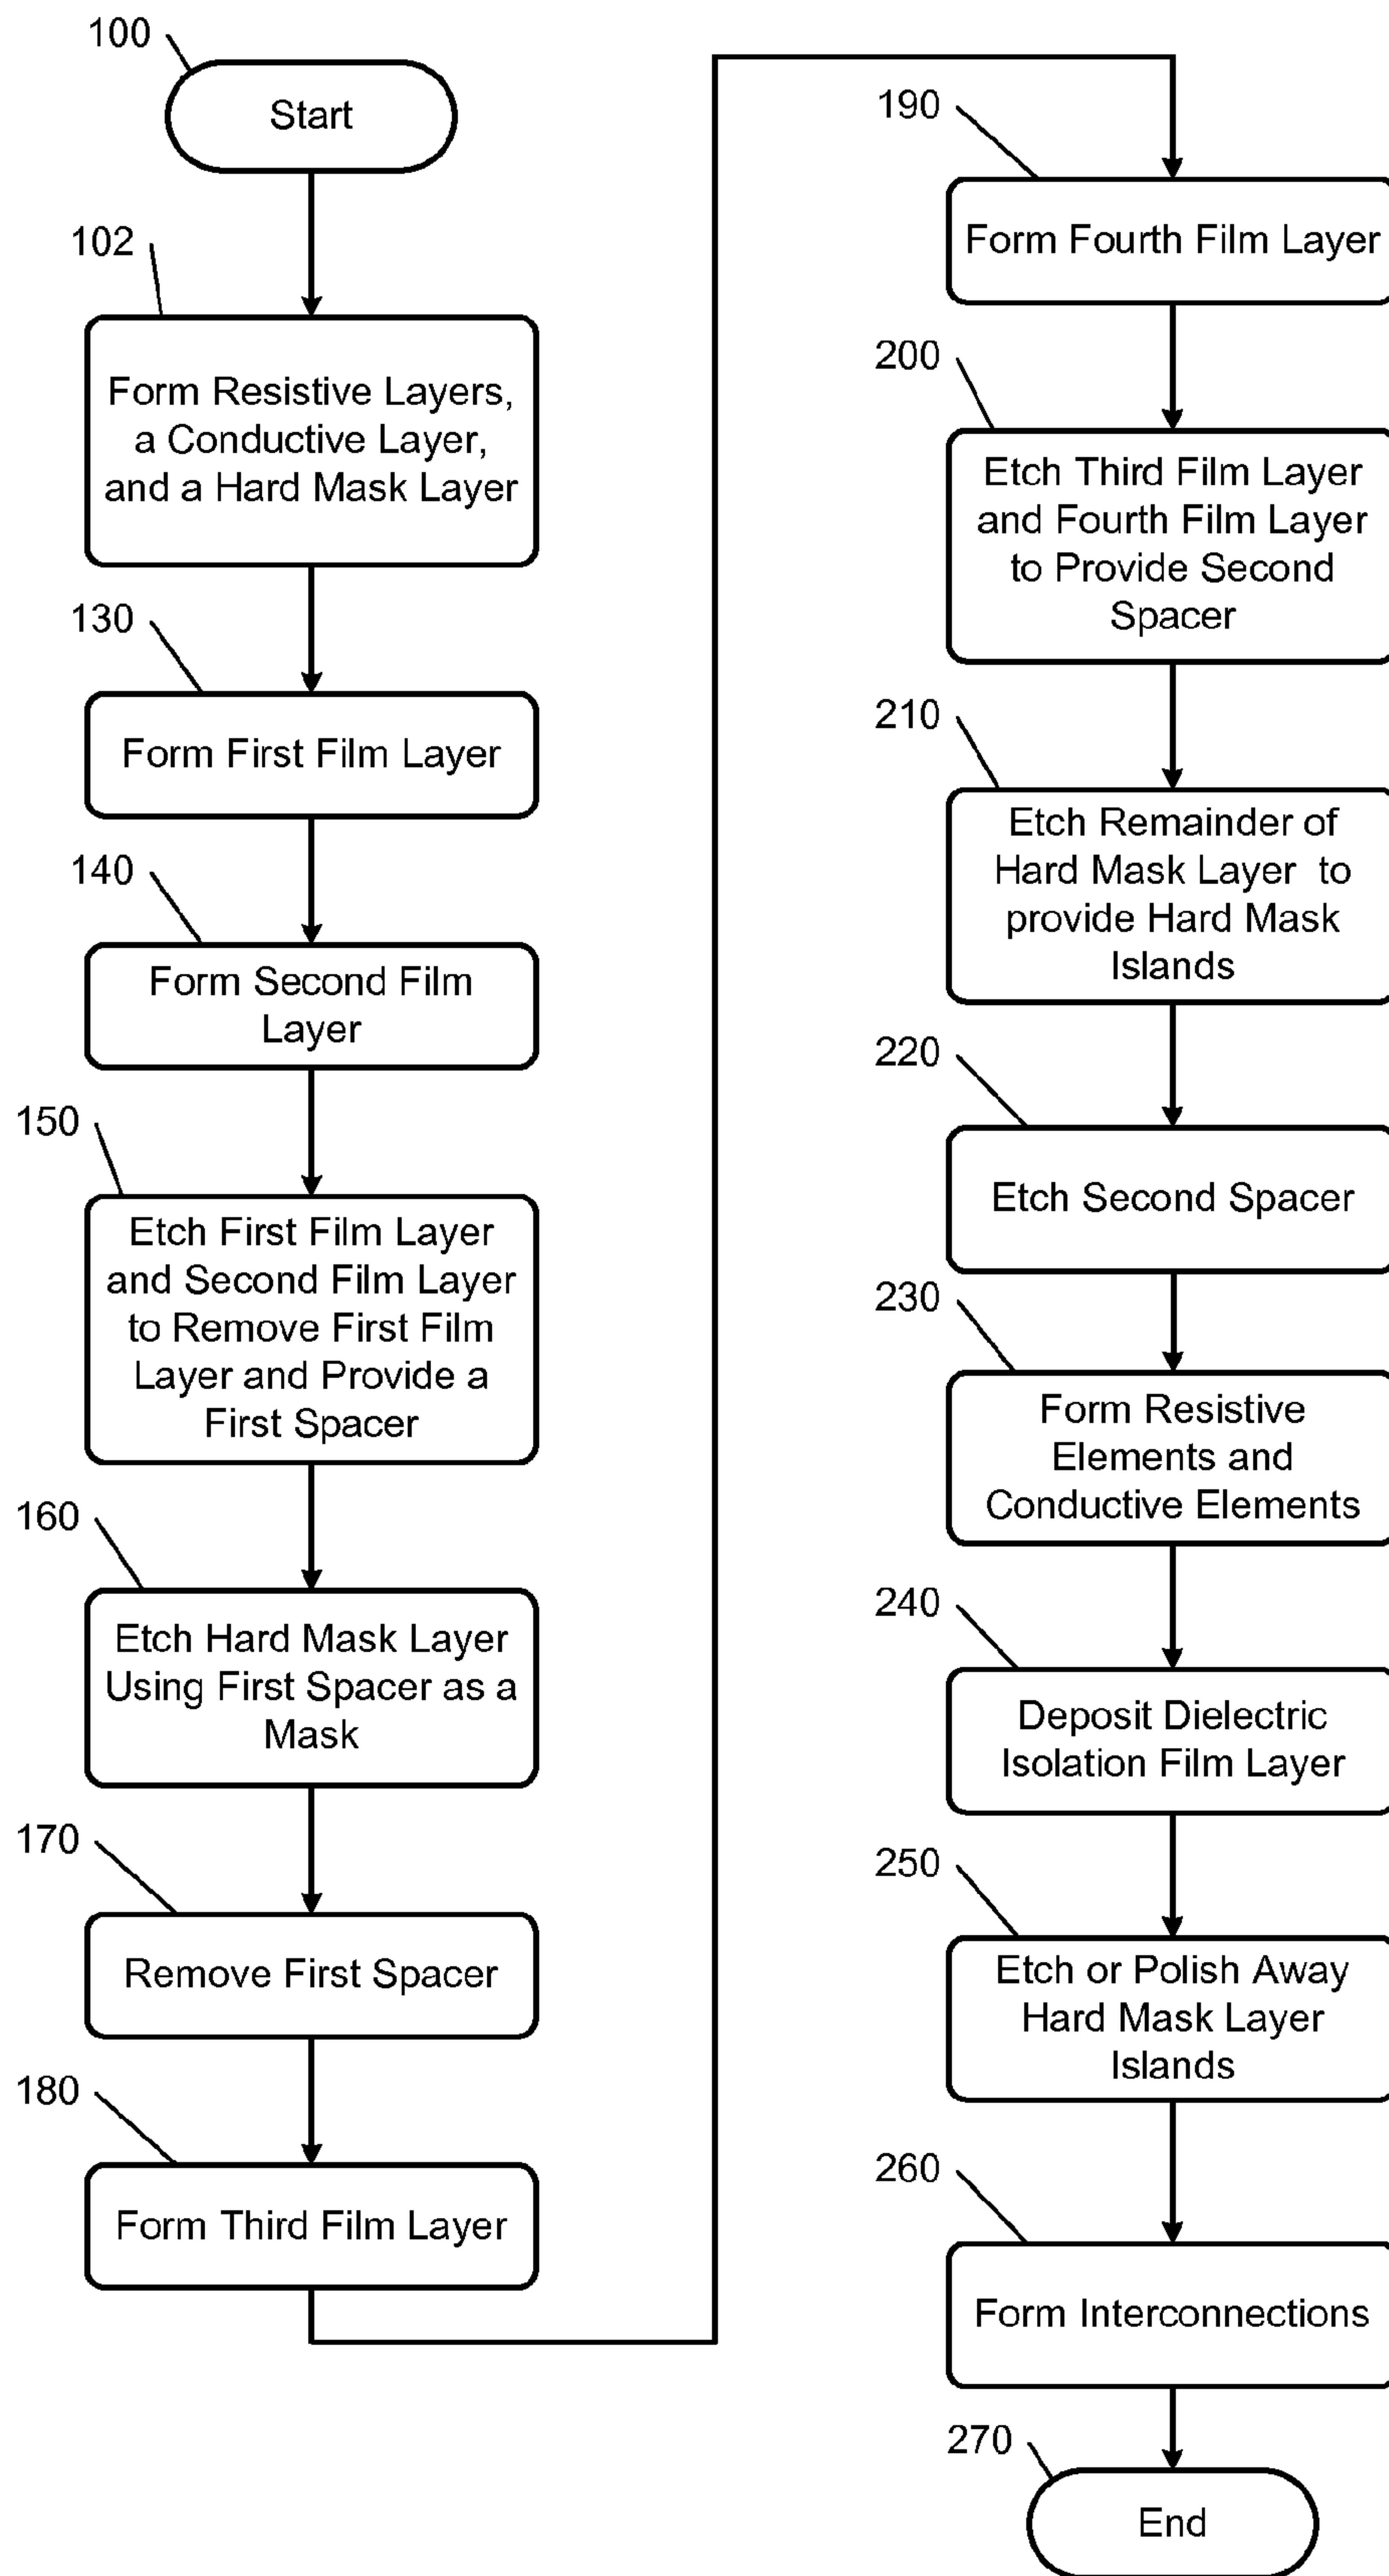 100
Start
102
Form Resistive Layers,
a Conductive Layer,
and a Hard Mask Layer
130
Form First Film Layer
140
Form Second Film
Layer
150
Etch First Film Layer
and Second Film Layer
to Remove First Film
Layer and Provide a
First Spacer
160
Etch Hard Mask Layer
Using First Spacer as a
Mask
170
Remove First Spacer
180
Form Third Film Layer
190
Form Fourth Film Layer
200
Etch Third Film Layer
and Fourth Film Layer
to Provide Second
Spacer
210
Etch Remainder of
Hard Mask Layer to
provide Hard Mask
Islands
220
Etch Second Spacer
230
Form Resistive
Elements and
Conductive Elements
240
Deposit Dielectric
Isolation Film Layer
250
Etch or Polish Away
Hard Mask Layer
Islands
260
Form Interconnections
270
End